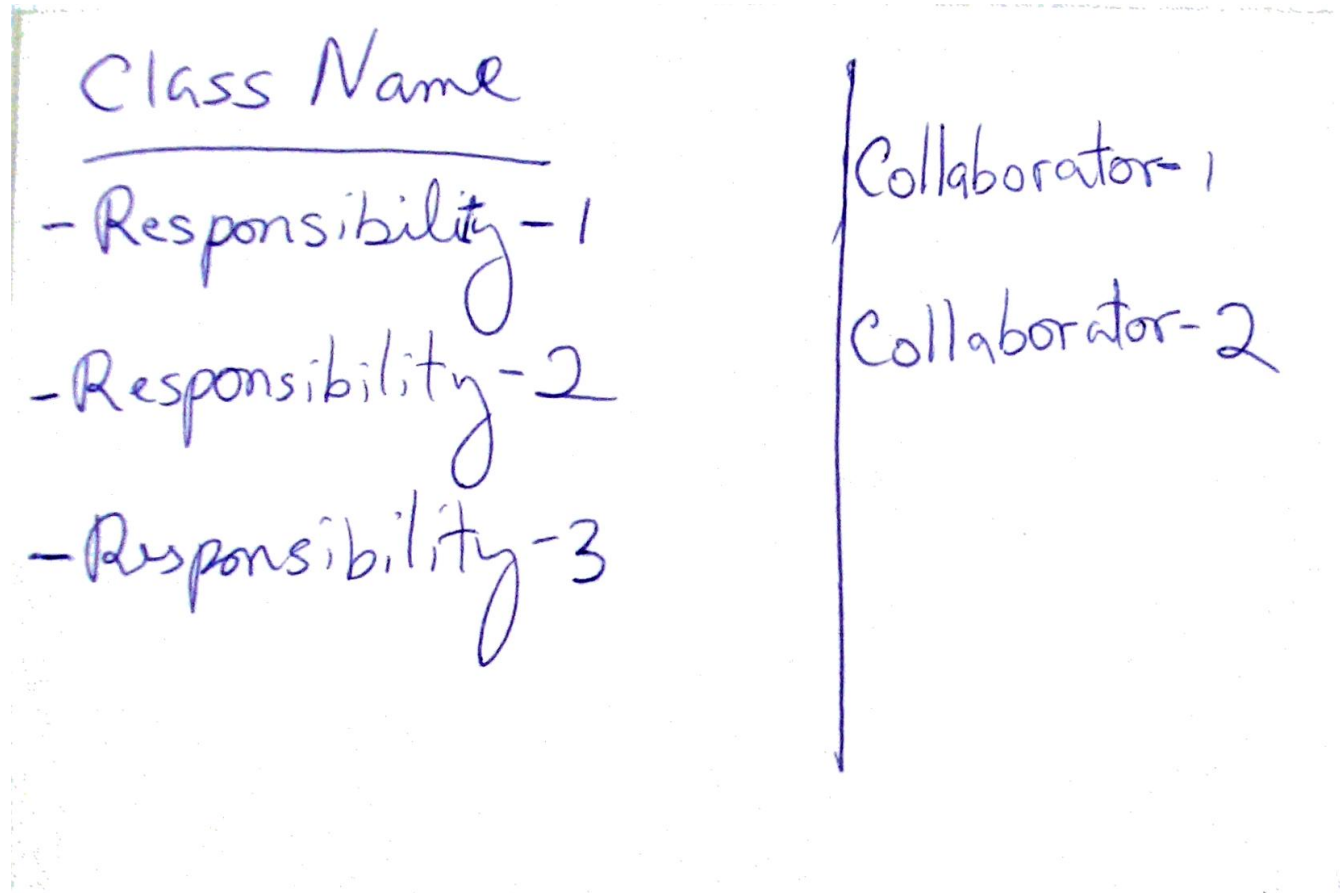 Class Name
- Responsibility-1
- Responsibility-2
- Responsibility-3
Collaborator-1
Collaborator-2